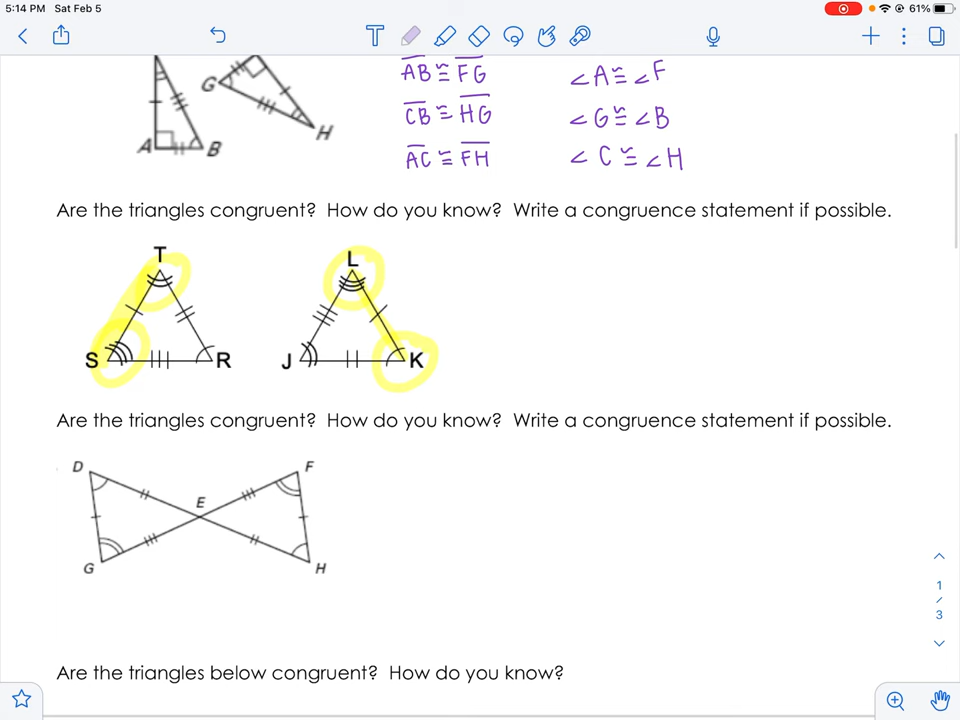 5:14 PM Sat Feb 5
61%
G
H
A
B
AB ≅ FG
∠A ≅ ∠F
CB ≅ HG
∠G ≅ ∠B
AC ≅ FH
∠C ≅ ∠H
Are the triangles congruent? How do you know? Write a congruence statement if possible.
T
L
S
R
J
K
Are the triangles congruent? How do you know? Write a congruence statement if possible.
D
F
E
G
H
1
/
3
Are the triangles below congruent? How do you know?